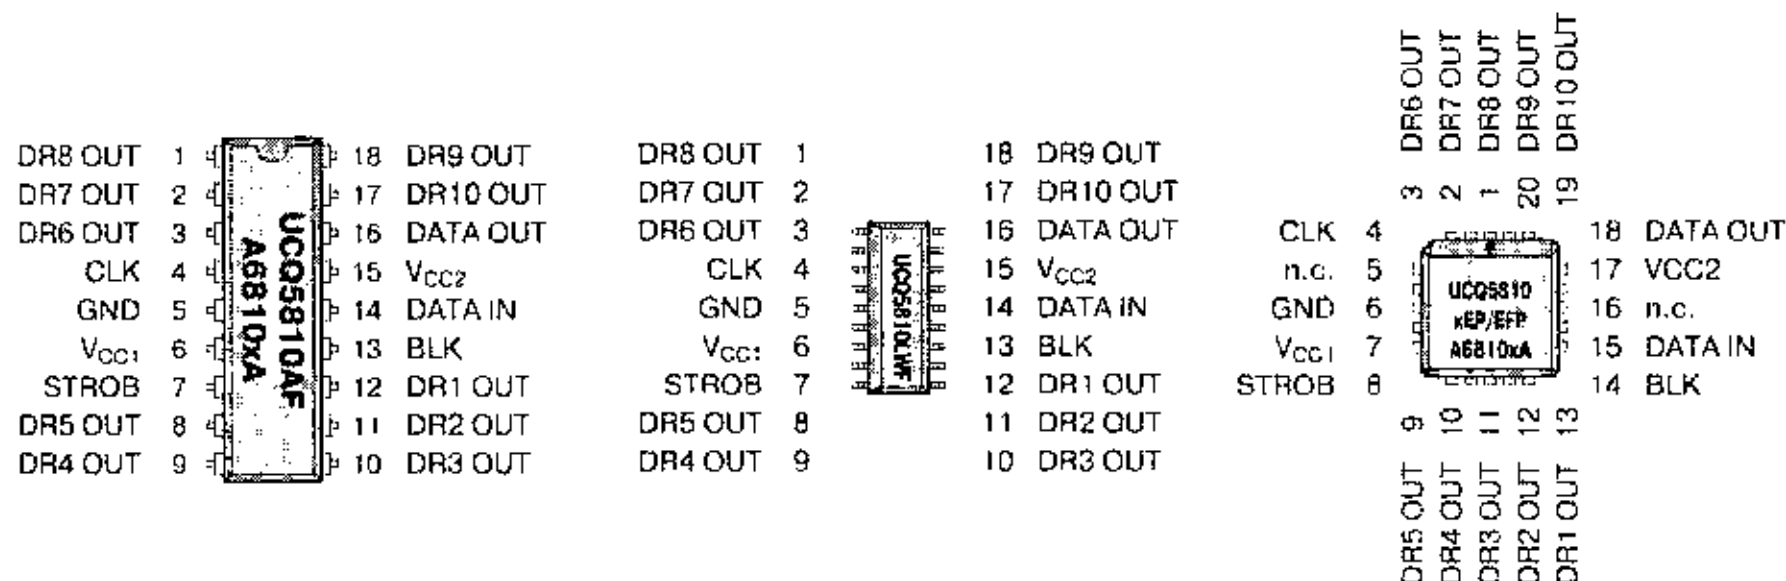 DR8 OUT 1 18 DR9 OUT
DR7 OUT 2 17 DR10 OUT
DR6 OUT 3 16 DATA OUT
CLK 4 15 VCC2
GND 5 14 DATA IN
VCC1 6 13 BLK
STROB 7 12 DR1 OUT
DR5 OUT 8 11 DR2 OUT
DR4 OUT 9 10 DR3 OUT
UCQ5810AF
A6810xA
DR8 OUT 1 18 DR9 OUT
DR7 OUT 2 17 DR10 OUT
DR6 OUT 3 16 DATA OUT
CLK 4 15 VCC2
GND 5 14 DATA IN
VCC1 6 13 BLK
STROB 7 12 DR1 OUT
DR5 OUT 8 11 DR2 OUT
DR4 OUT 9 10 DR3 OUT
UCQ5810LWF
DR6 OUT
DR7 OUT
DR8 OUT
DR9 OUT
DR10 OUT
3 2 1 20 19
CLK 4 18 DATA OUT
n.c. 5 17 VCC2
GND 6 16 n.c.
VCC1 7 15 DATA IN
STROB 8 14 BLK
UCQ5810
xEP/EFP
A6810xA
9 10 11 12 13
DR5 OUT
DR4 OUT
DR3 OUT
DR2 OUT
DR1 OUT